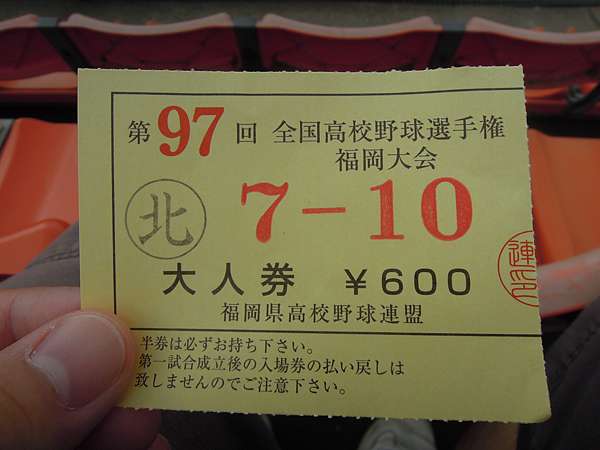 第97回 全国高校野球選手権
福岡大会
北 7-10
大人券 ¥600
福岡県高校野球連盟
半券は必ずお持ち下さい。
第一試合成立後の入場券の払い戻しは
致しませんのでご注意下さい。